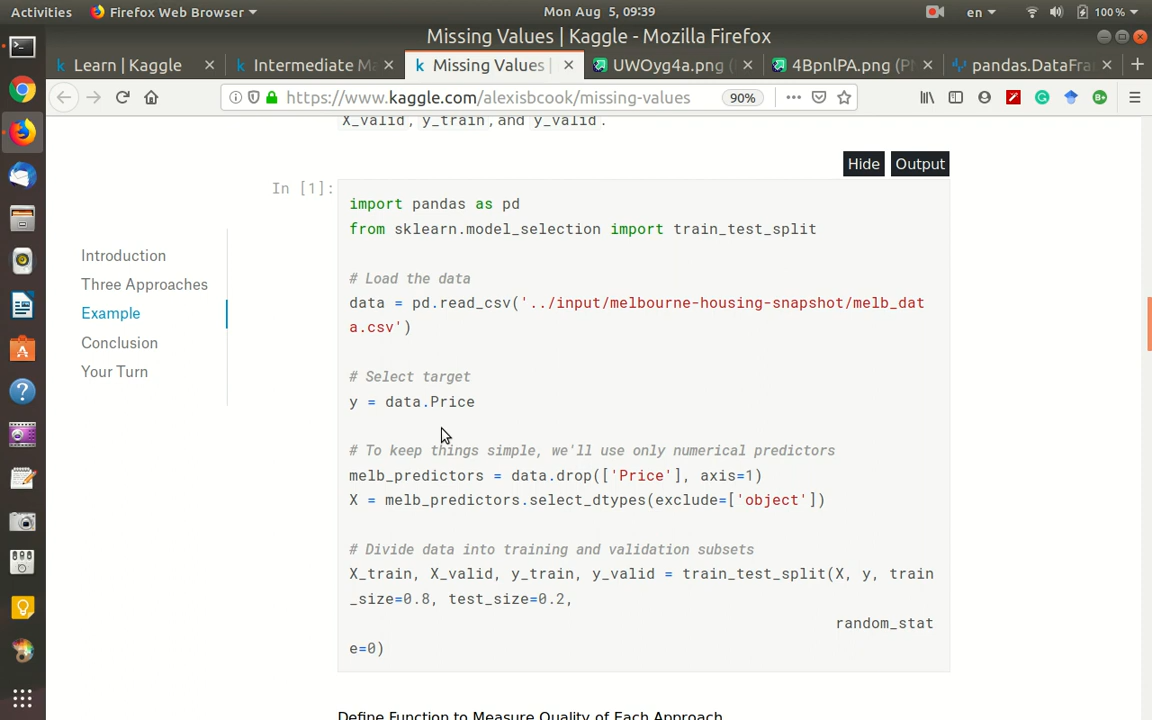 Activities Firefox Web Browser Mon Aug 5, 09:39 en 100%
Missing Values | Kaggle - Mozilla Firefox
Learn | Kaggle Intermediate Ma Missing Values | UWOyg4a.png ( 4BpnlPA.png (P pandas.DataFra
https://www.kaggle.com/alexisbcook/missing-values 90%
X_valid, y_train, and y_valid.
Hide Output
In [1]:
import pandas as pd
from sklearn.model_selection import train_test_split
# Load the data
data = pd.read_csv('../input/melbourne-housing-snapshot/melb_dat
a.csv')
# Select target
y = data.Price
# To keep things simple, we'll use only numerical predictors
melb_predictors = data.drop(['Price'], axis=1)
X = melb_predictors.select_dtypes(exclude=['object'])
# Divide data into training and validation subsets
X_train, X_valid, y_train, y_valid = train_test_split(X, y, train
_size=0.8, test_size=0.2,
random_stat
e=0)
Introduction
Three Approaches
Example
Conclusion
Your Turn
Define Function to Measure Quality of Each Approach